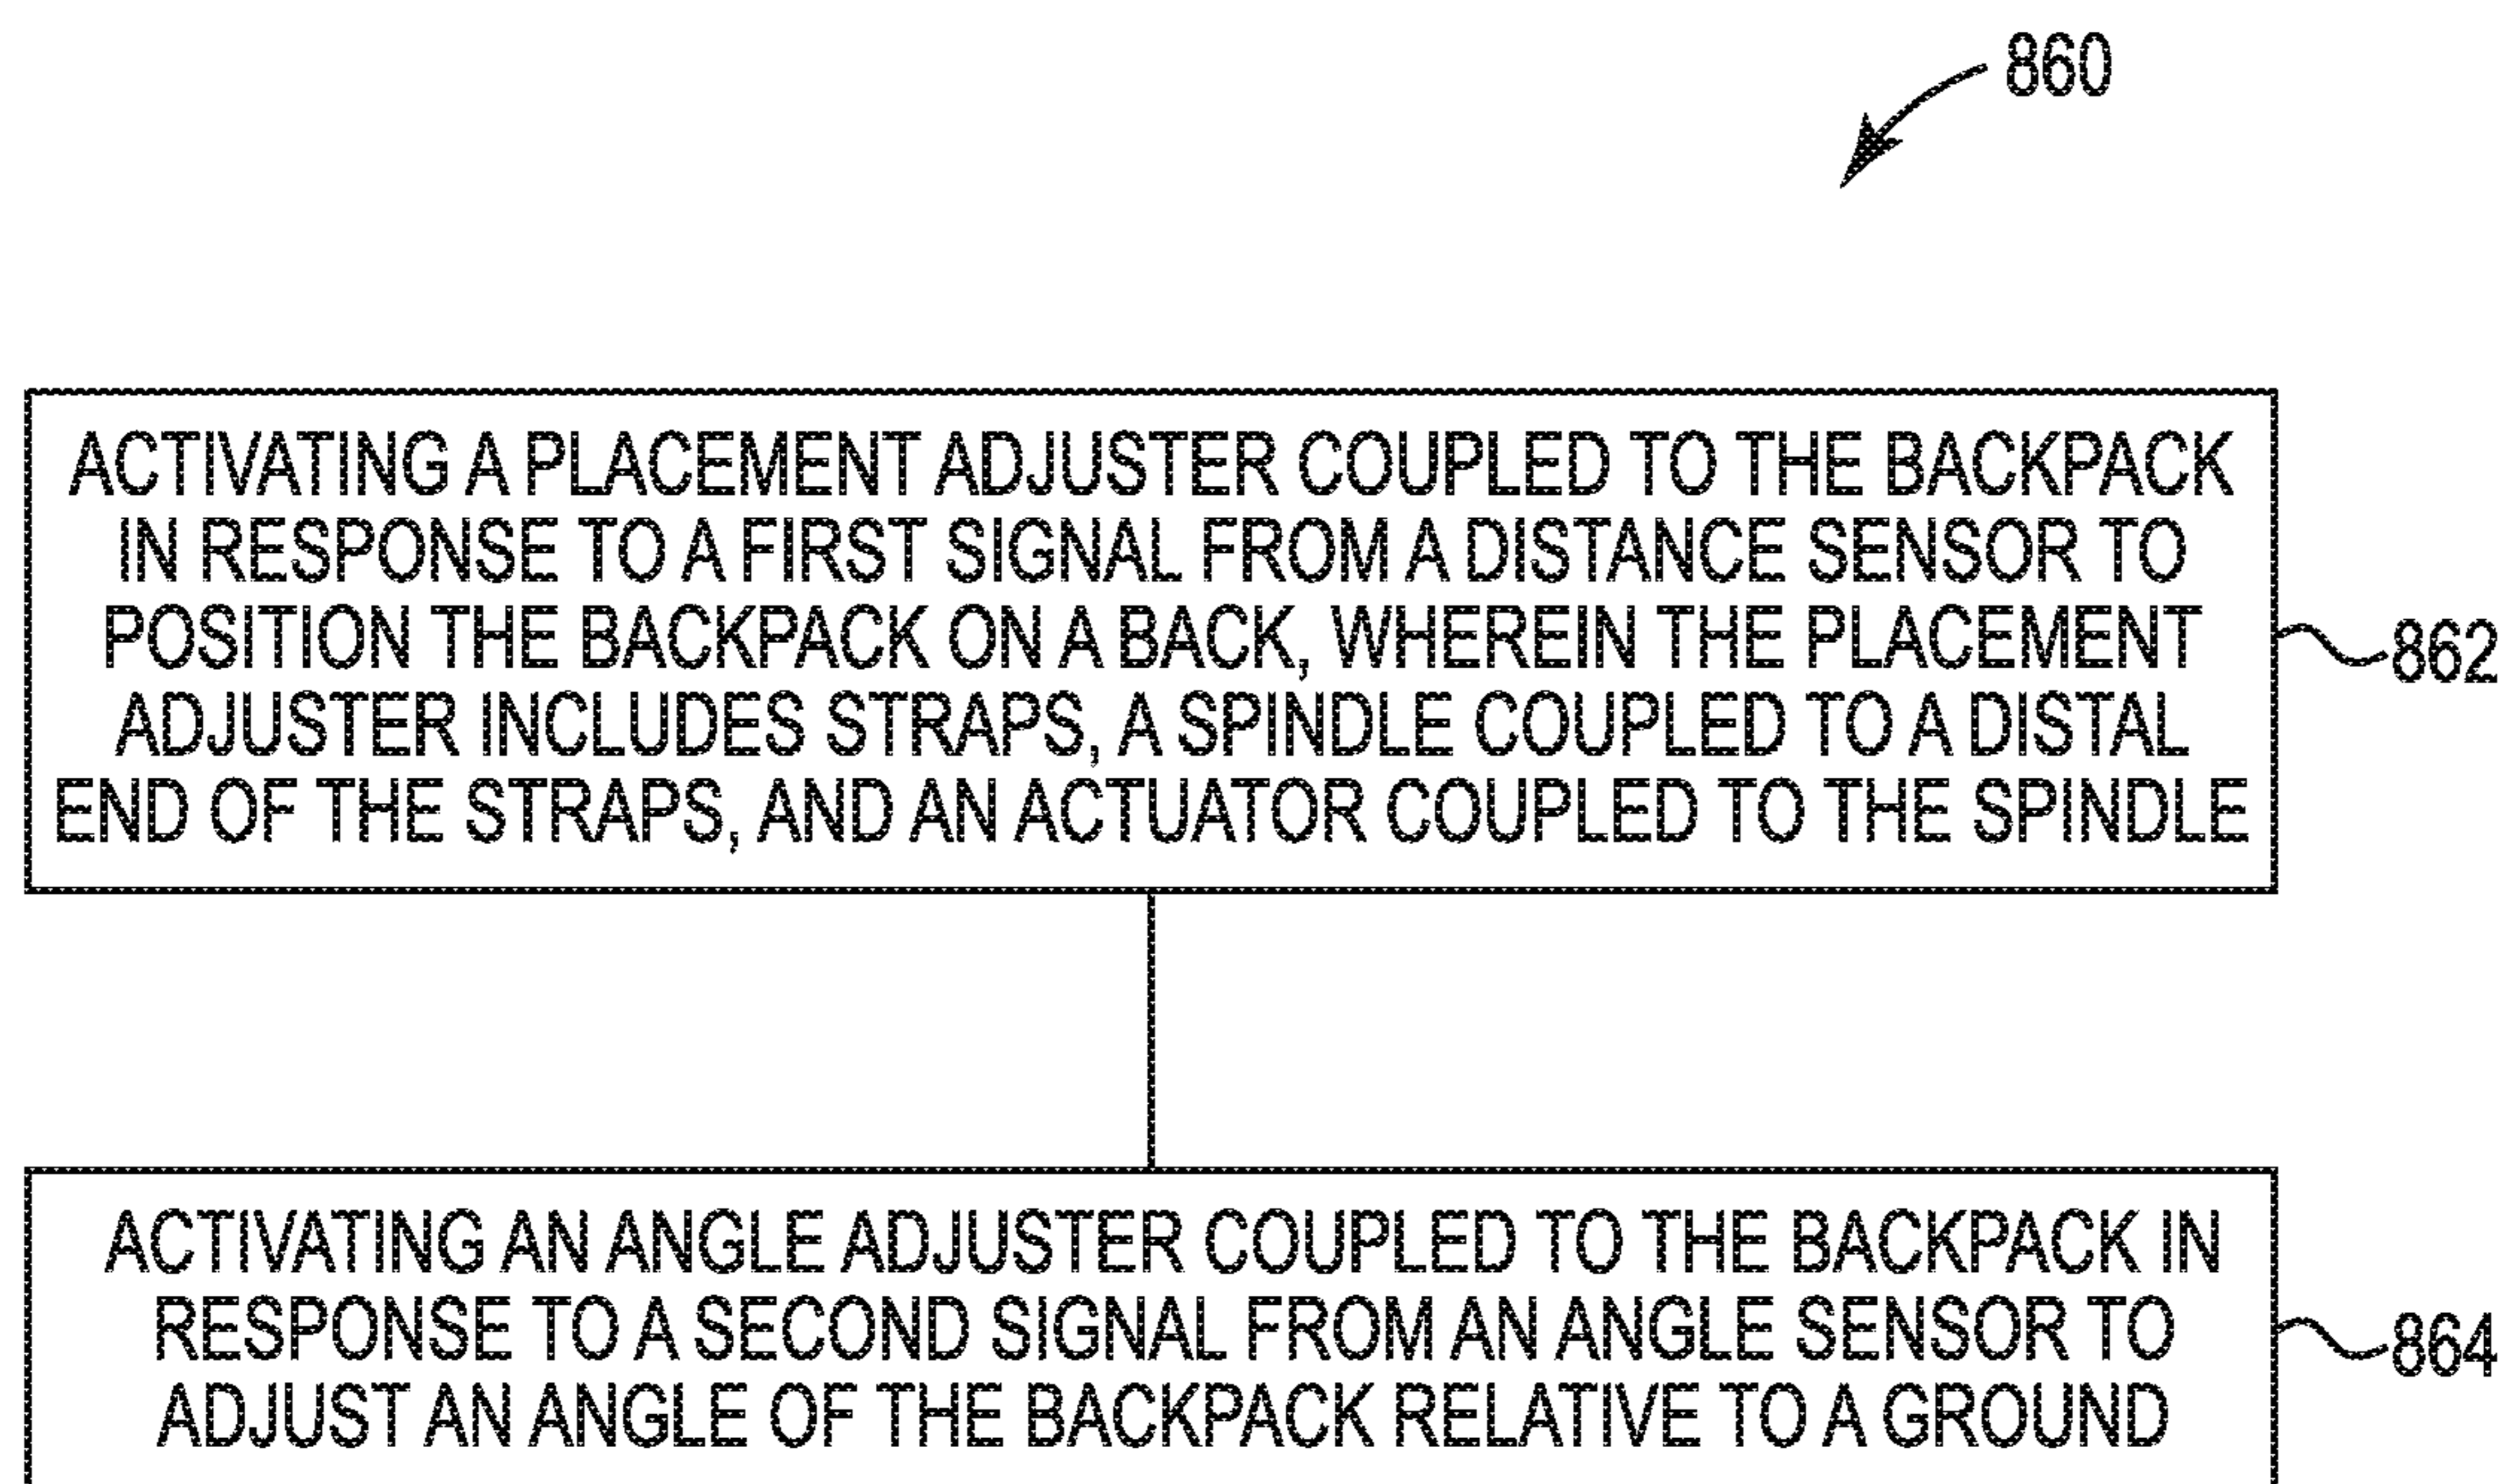 860
ACTIVATING A PLACEMENT ADJUSTER COUPLED TO THE BACKPACK
IN RESPONSE TO A FIRST SIGNAL FROM A DISTANCE SENSOR TO
POSITION THE BACKPACK ON A BACK, WHEREIN THE PLACEMENT
ADJUSTER INCLUDES STRAPS, A SPINDLE COUPLED TO A DISTAL
END OF THE STRAPS, AND AN ACTUATOR COUPLED TO THE SPINDLE
862
ACTIVATING AN ANGLE ADJUSTER COUPLED TO THE BACKPACK IN
RESPONSE TO A SECOND SIGNAL FROM AN ANGLE SENSOR TO
ADJUST AN ANGLE OF THE BACKPACK RELATIVE TO A GROUND
864